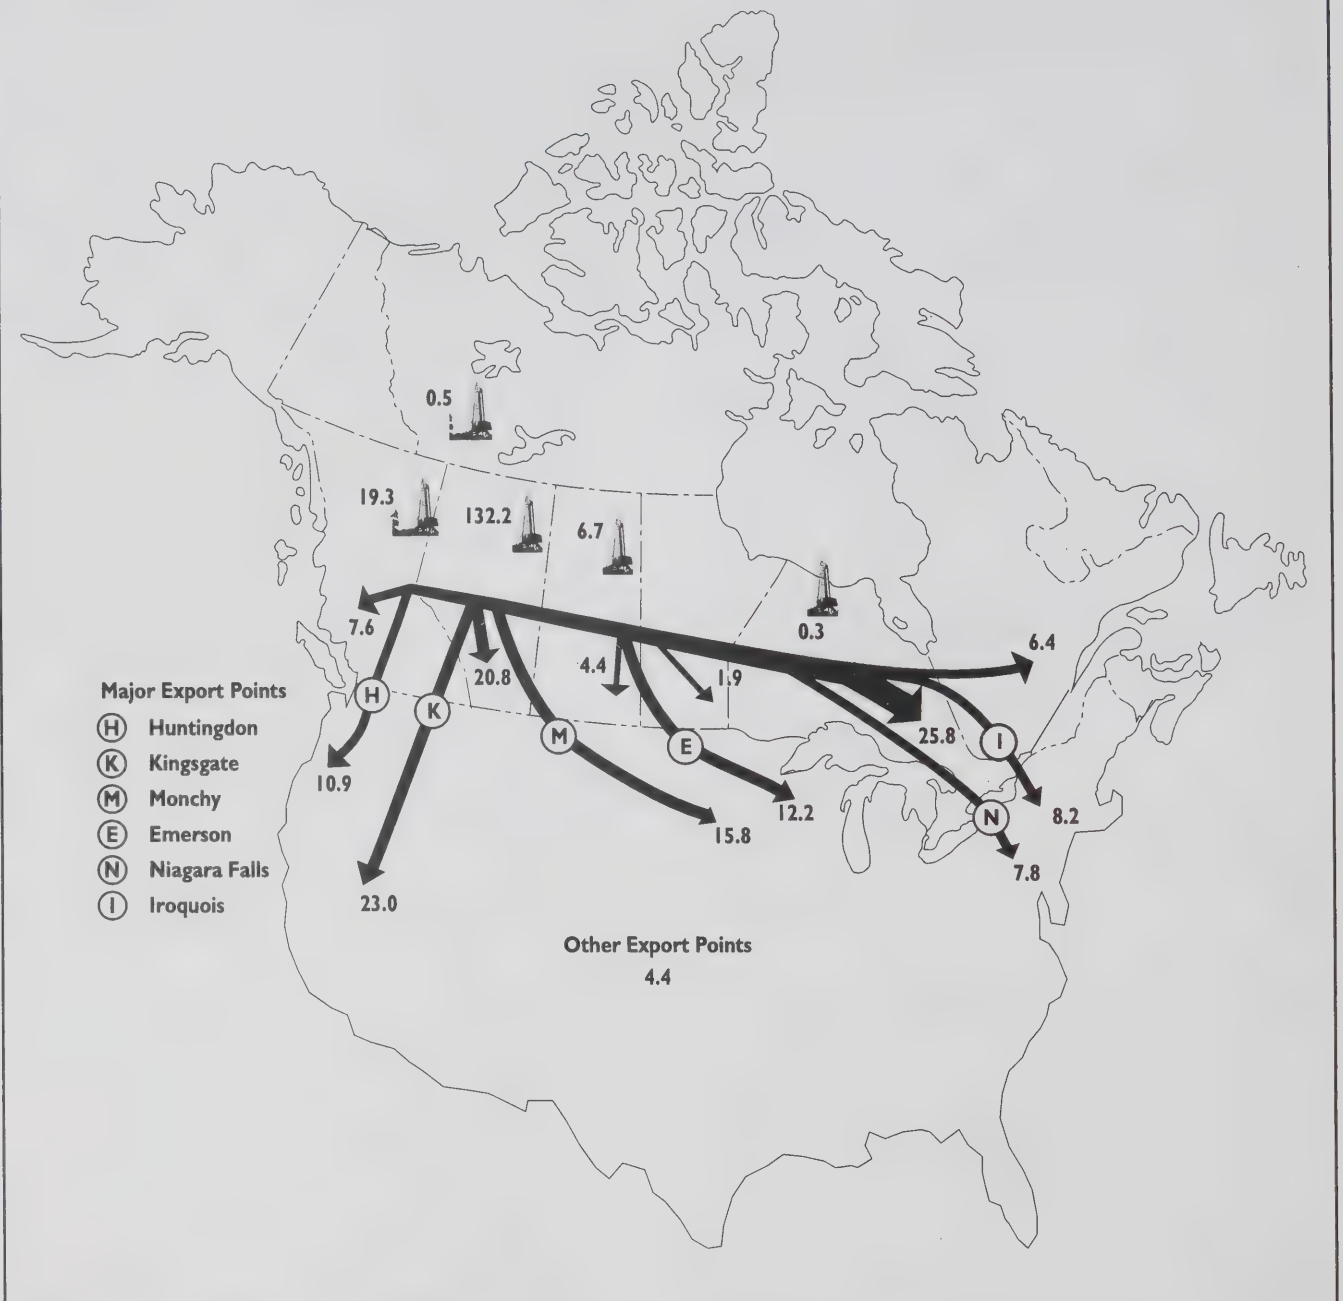 0.5
19.3
132.2
6.7
0.3
7.6
20.8
4.4
1.9
6.4
25.8
H
K
M
E
I
N
10.9
23.0
15.8
12.2
8.2
7.8
Major Export Points
H Huntingdon
K Kingsgate
M Monchy
E Emerson
N Niagara Falls
I Iroquois
Other Export Points
4.4